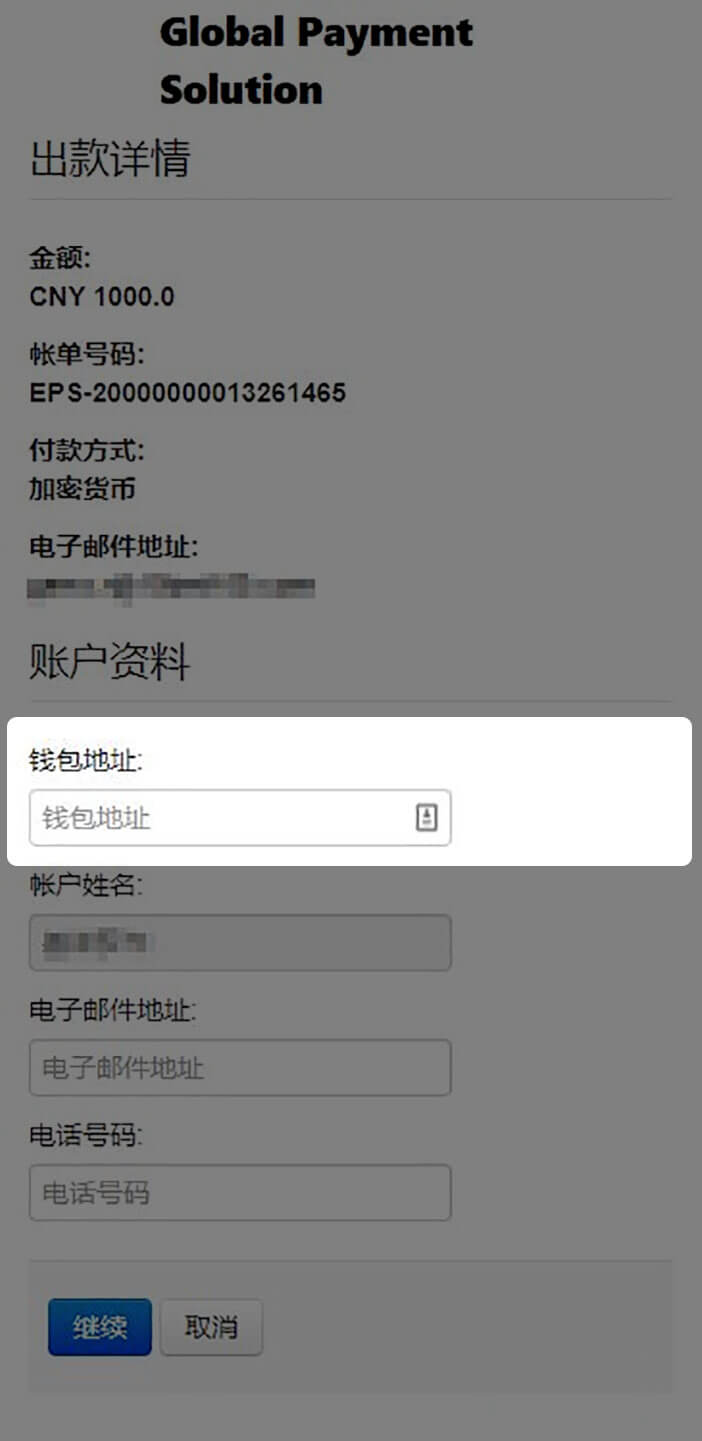 Global Payment
Solution
出款详情
金额:
CNY 1000.0
帐单号码:
EPS-20000000013261465
付款方式:
加密货币
电子邮件地址:
账户资料
钱包地址:
钱包地址
帐户姓名:
电子邮件地址:
电子邮件地址
电话号码:
电话号码
继续 取消